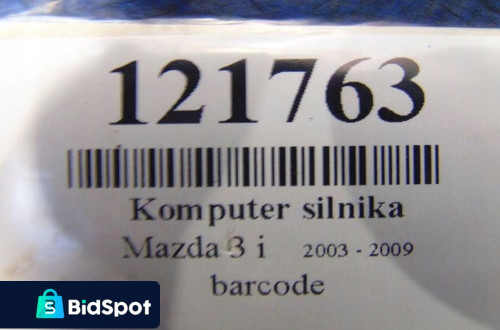 121763
Komputer silnika
Mazda 3 i 2003 - 2009
barcode
BidSpot